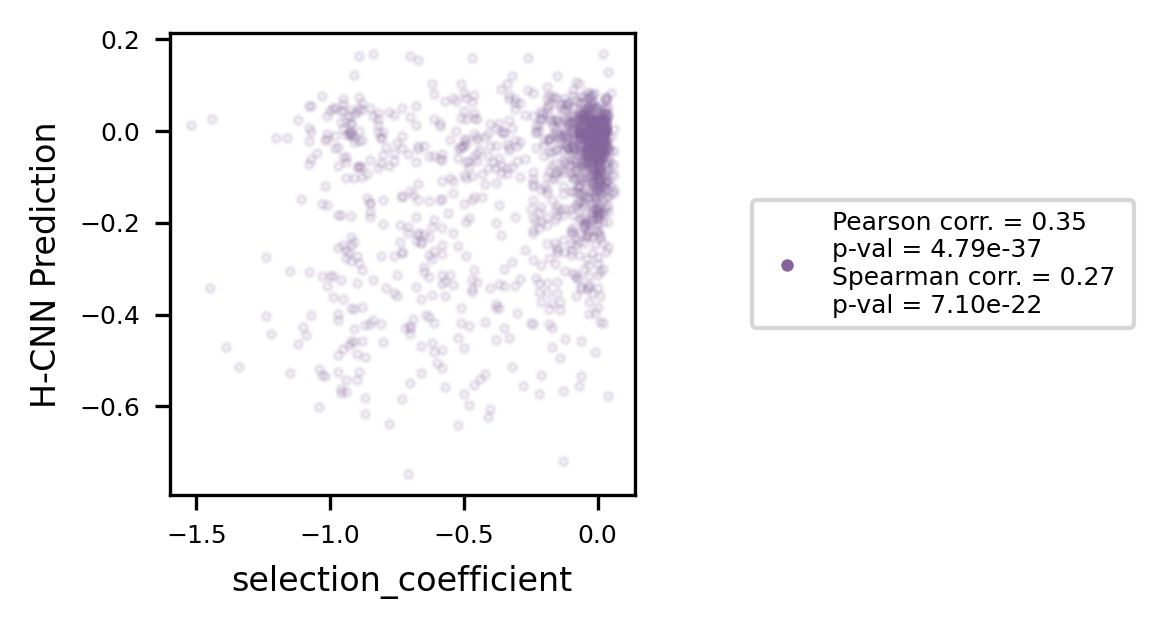 0.2
0.0
−0.2
−0.4
−0.6
H-CNN Prediction
−1.5
−1.0
−0.5
0.0
selection_coefficient
Pearson corr. = 0.35
p-val = 4.79e-37
Spearman corr. = 0.27
p-val = 7.10e-22